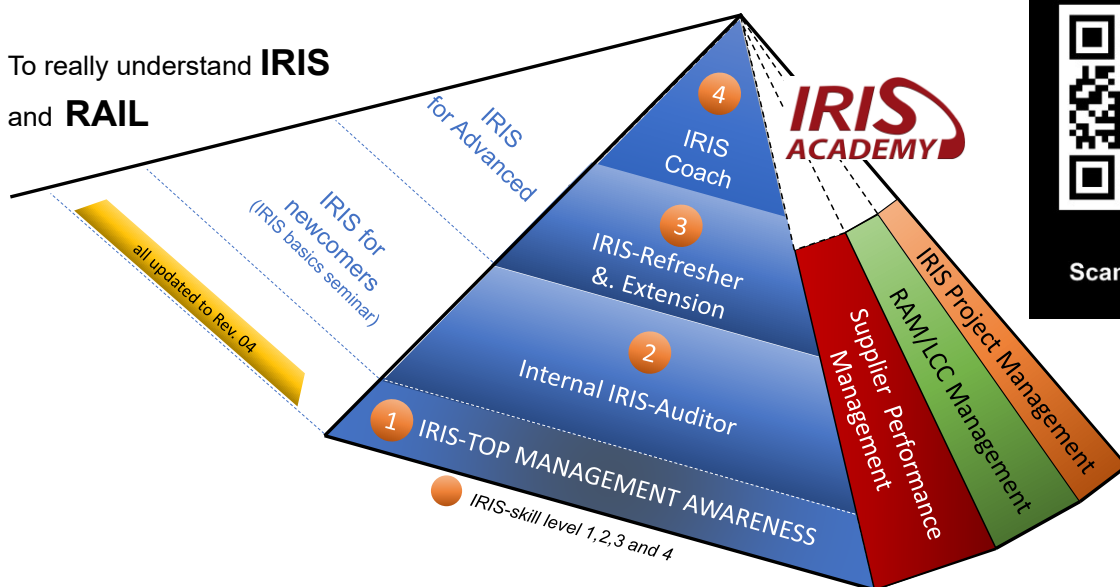 To really understand IRIS
and RAIL
IRIS
for Advanced
IRIS for
newcomers
(IRIS basics seminar)
all updated to Rev. 04
4
IRIS
Coach
3
IRIS-Refresher
&. Extension
2
Internal IRIS-Auditor
1
IRIS-TOP MANAGEMENT AWARENESS
IRIS-skill level 1,2,3 and 4
IRIS
ACADEMY
Supplier Performance
Management
RAM/LCC Management
IRIS Project Management
Scan